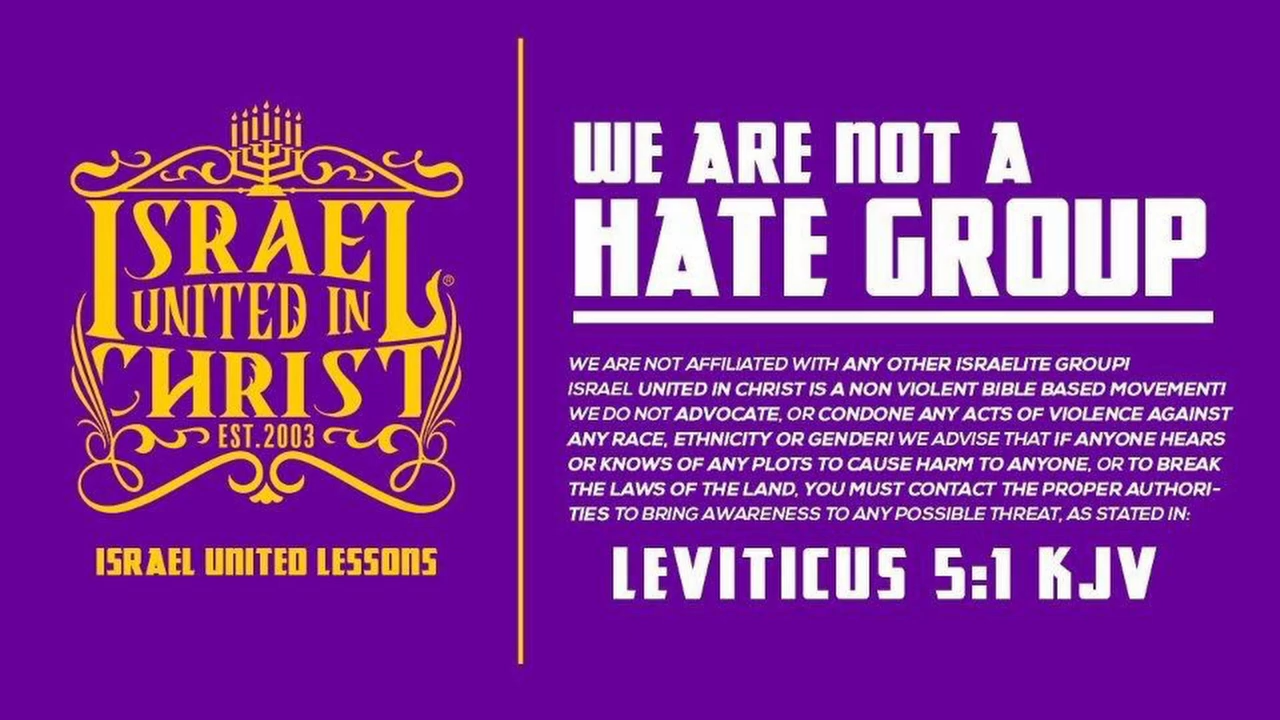 ISRAEL
UNITED IN
CHRIST
®
EST. 2003
ISRAEL UNITED LESSONS
WE ARE NOT A
HATE GROUP
WE ARE NOT AFFILIATED WITH ANY OTHER ISRAELITE GROUP!
ISRAEL UNITED IN CHRIST IS A NON VIOLENT BIBLE BASED MOVEMENT!
WE DO NOT ADVOCATE, OR CONDONE ANY ACTS OF VIOLENCE AGAINST
ANY RACE, ETHNICITY OR GENDER! WE ADVISE THAT IF ANYONE HEARS
OR KNOWS OF ANY PLOTS TO CAUSE HARM TO ANYONE, OR TO BREAK
THE LAWS OF THE LAND, YOU MUST CONTACT THE PROPER AUTHORI-
TIES TO BRING AWARENESS TO ANY POSSIBLE THREAT, AS STATED IN:
LEVITICUS 5:1 KJV